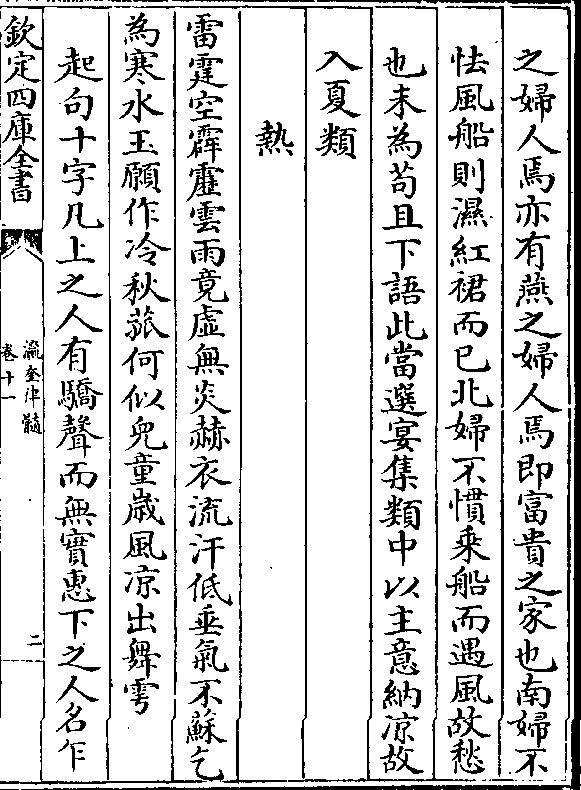 之婦人焉亦有燕之婦人焉即富貴之家也南婦不
怯風船則濕紅裙而已北婦不慣乘船而遇風故愁
也未為苟且下語此當選宴集類中以主意納凉故
入夏類
熱
雷霆空霹靂雲雨竟虛無炎赫衣流汗低垂氣不蘇乞
為寒水玉願作冷秋菰何似兒童歲風凉出舞雩
起句十字凡上之人有驕聲而無實惠下之人名乍
欽定四庫全書
瀛奎律髓
卷十一
二